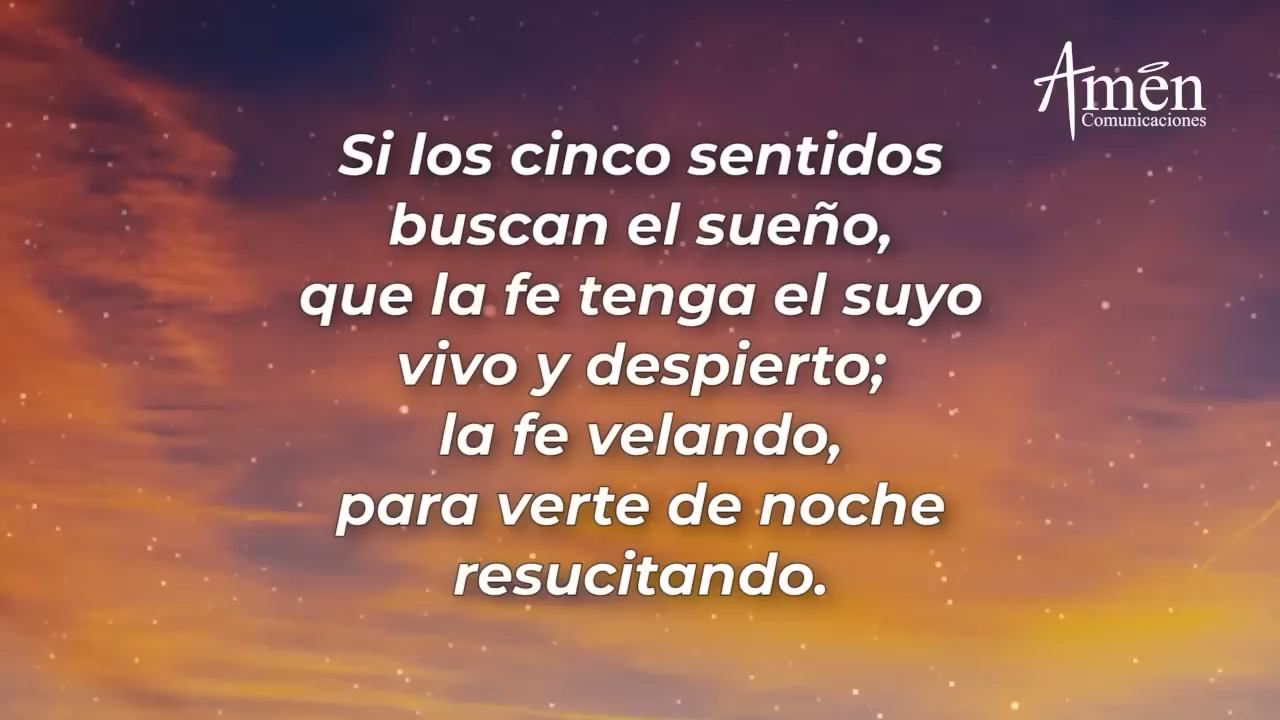 Amén
Comunicaciones
Si los cinco sentidos
buscan el sueño,
que la fe tenga el suyo
vivo y despierto;
la fe velando,
para verte de noche
resucitando.